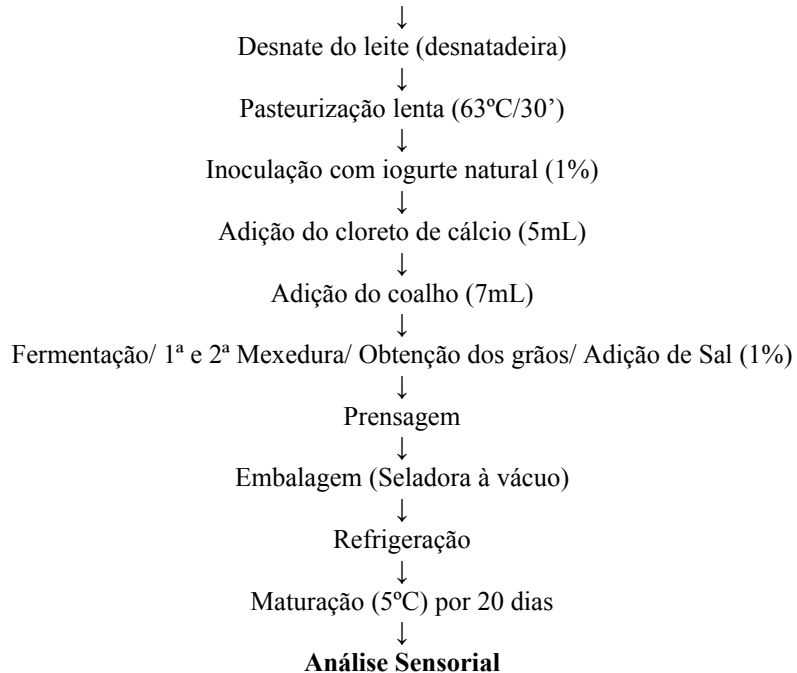 ↓
Desnate do leite (desnatadeira)
↓
Pasteurização lenta (63ºC/30’)
↓
Inoculação com iogurte natural (1%)
↓
Adição do cloreto de cálcio (5mL)
↓
Adição do coalho (7mL)
↓
Fermentação/ 1ª e 2ª Mexedura/ Obtenção dos grãos/ Adição de Sal (1%)
↓
Prensagem
↓
Embalagem (Seladora à vácuo)
↓
Refrigeração
↓
Maturação (5ºC) por 20 dias
↓
Análise Sensorial